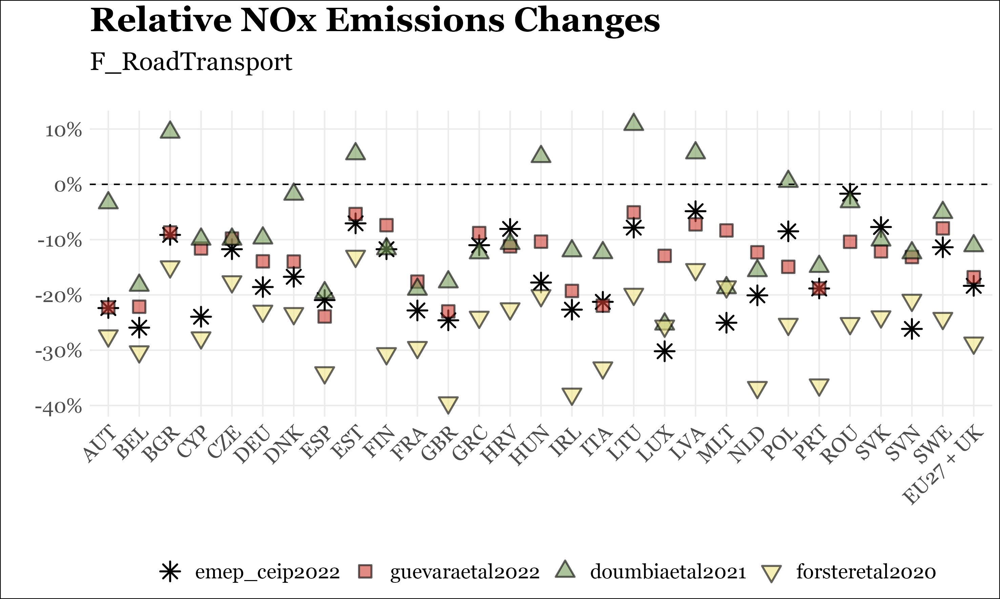 Relative NOx Emissions Changes
F_RoadTransport
10%
0%
-10%
-20%
-30%
-40%
AUT BEL BGR CYP CZE DEU DNK ESP EST FIN FRA GBR GRC HRV HUN IRL ITA LTU LUX LVA MLT NLD POL PRT ROU SVK SVN SWE EU27 + UK
emep_ceip2022 guevaraetal2022 doumbiaetal2021 forsteretal2020